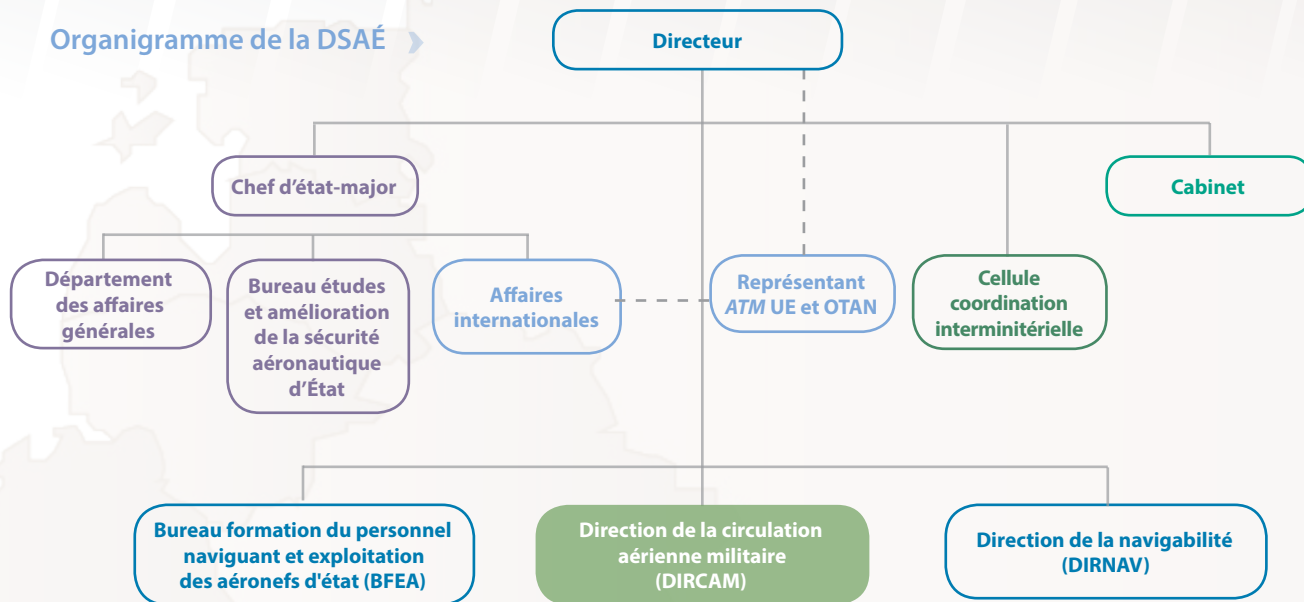 Organigramme de la DSAÉ
Directeur
Chef d’état-major
Cabinet
Département
des affaires
générales
Bureau études
et amélioration
de la sécurité
aéronautique
d’État
Affaires
internationales
Représentant
ATM UE et OTAN
Cellule
coordination
interminitérielle
Bureau formation du personnel
naviguant et exploitation
des aéronefs d'état (BFEA)
Direction de la circulation
aérienne militaire
(DIRCAM)
Direction de la navigabilité
(DIRNAV)